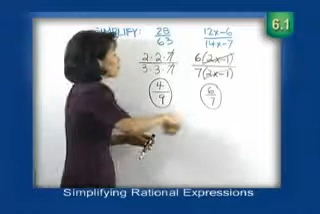 6.1
SIMPLIFY: 28/63 12x-6/14x-7
2·2·7/3·3·7 6(2x-1)/7(2x-1)
4/9 6/7
Simplifying Rational Expressions